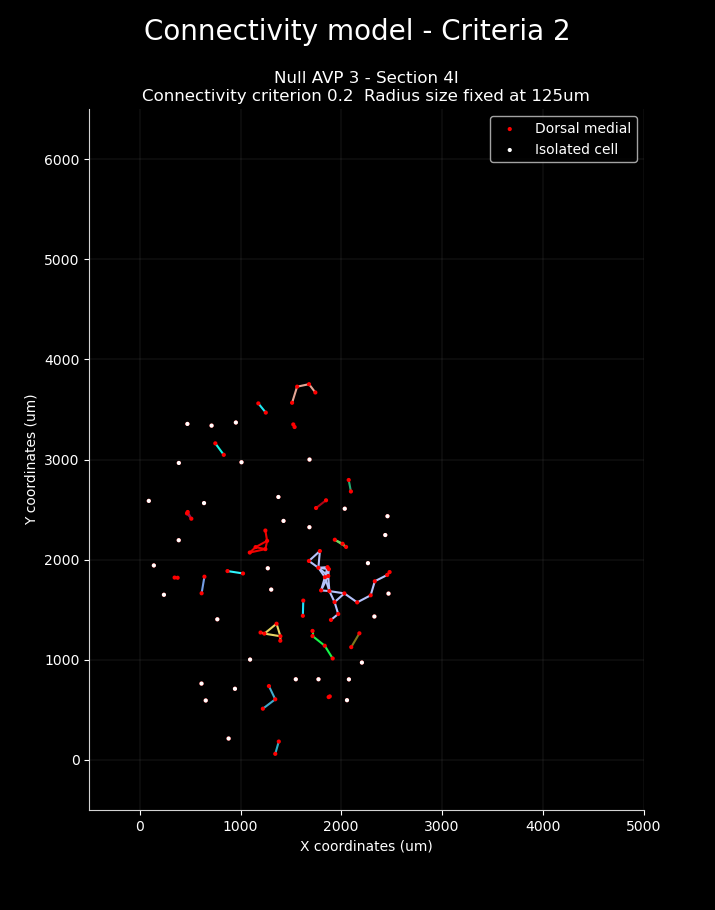 Connectivity model - Criteria 2
Null AVP 3 - Section 4I
Connectivity criterion 0.2  Radius size fixed at 125um
Dorsal medial
Isolated cell
6000
5000
4000
3000
2000
1000
0
Y coordinates (um)
0 1000 2000 3000 4000 5000
X coordinates (um)